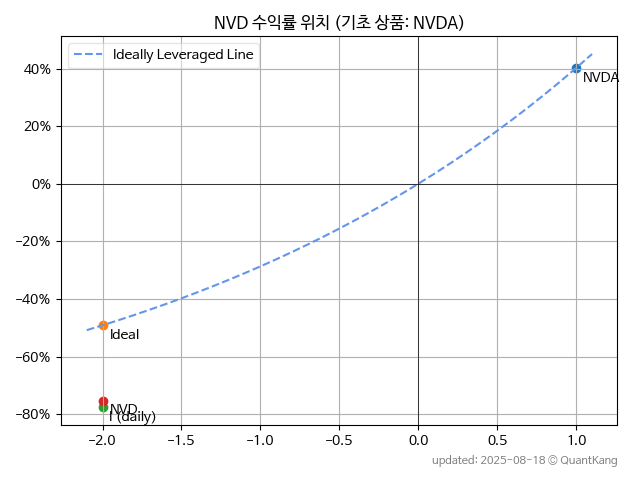 NVD 수익률 위치 (기초 상품: NVDA)
Ideally Leveraged Line
40%
20%
0%
−20%
−40%
−60%
−80%
NVDA
Ideal
NVD
(daily)
−2.0 −1.5 −1.0 −0.5 0.0 0.5 1.0
updated: 2025-08-18 © QuantKang